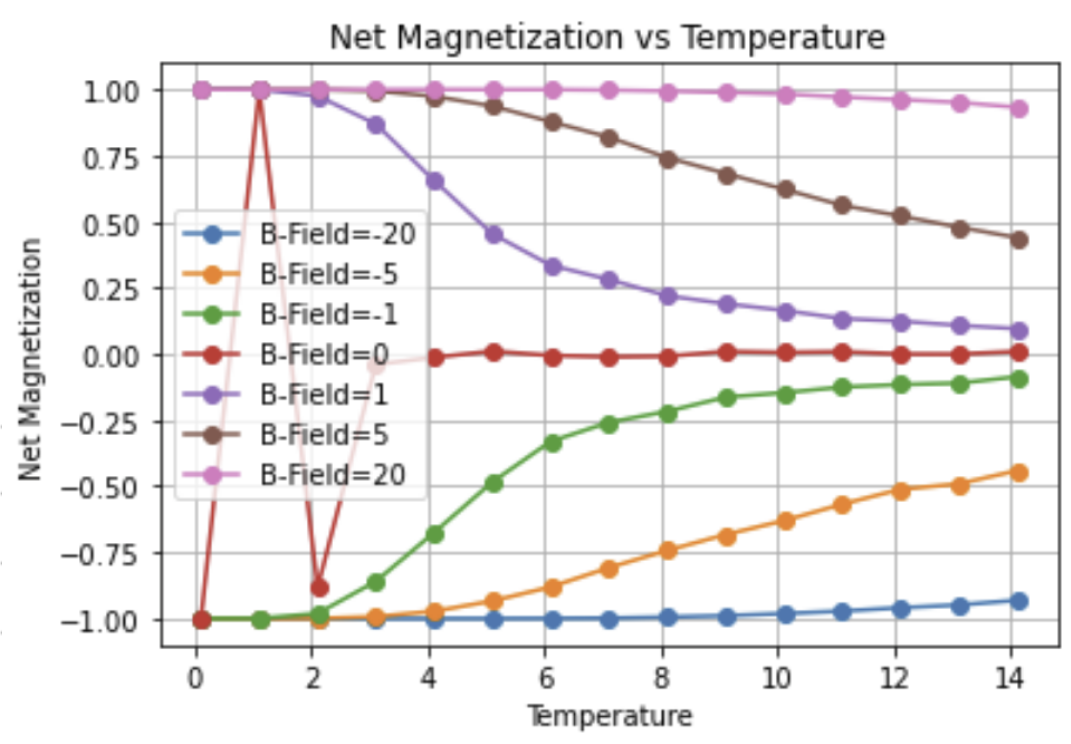 Net Magnetization vs Temperature
1.00
0.75
0.50
0.25
0.00
−0.25
−0.50
−0.75
−1.00
Net Magnetization
B-Field=-20
B-Field=-5
B-Field=-1
B-Field=0
B-Field=1
B-Field=5
B-Field=20
0 2 4 6 8 10 12 14
Temperature